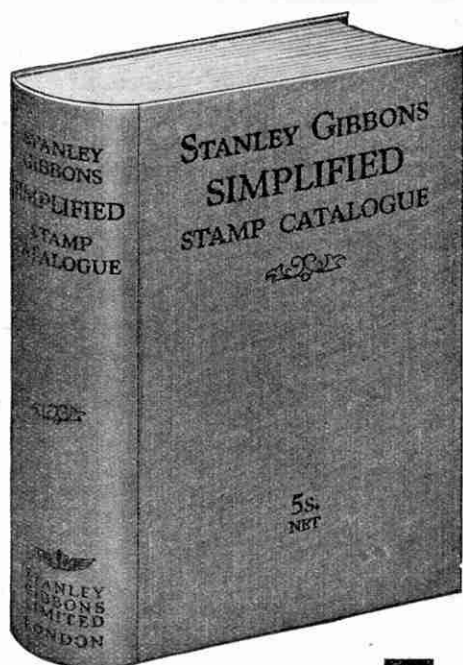 STANLEY
GIBBONS
SIMPLIFIED
STAMP
CATALOGUE
STANLEY
GIBBONS
LIMITED
LONDON
STANLEY GIBBONS
SIMPLIFIED
STAMP CATALOGUE
5s.
NET